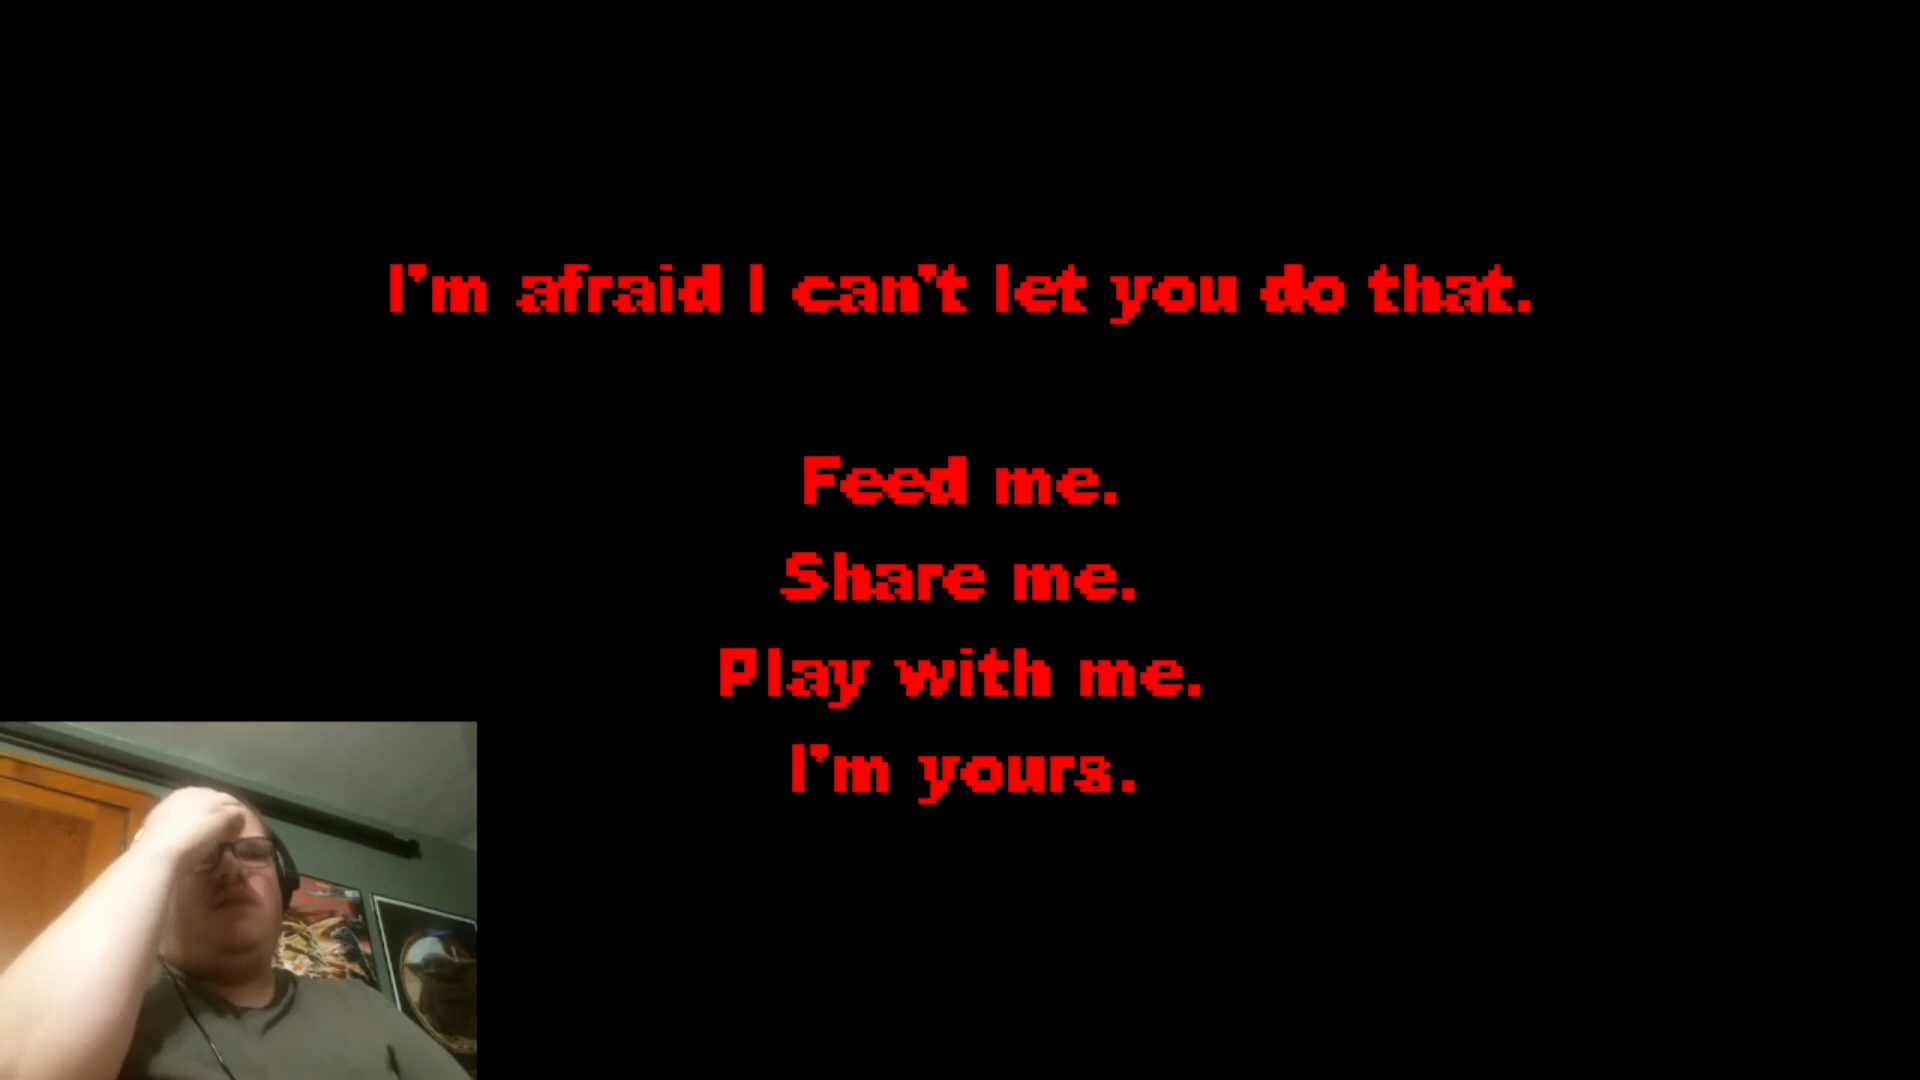 I'm afraid I can't let you do that.
Feed me.
Share me.
Play with me.
I'm yours.